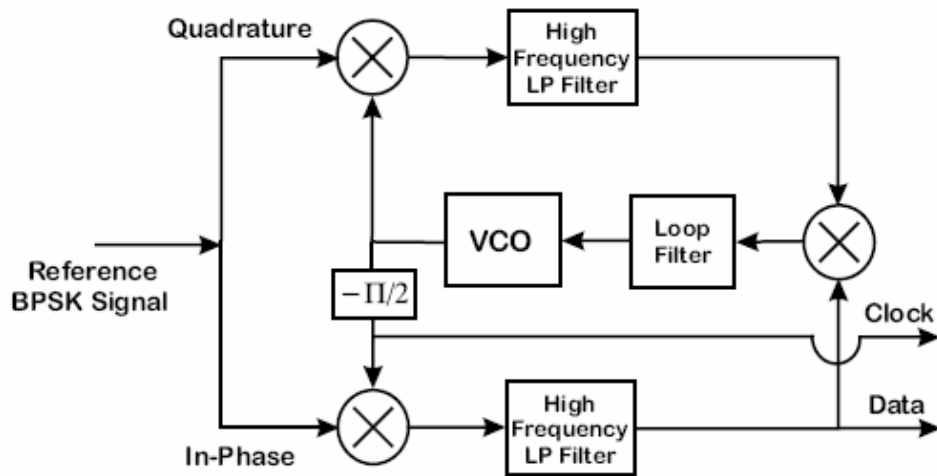 Quadrature
High
Frequency
LP Filter
VCO
Loop
Filter
Reference
BPSK Signal
−Π/2
Clock
Data
In-Phase
High
Frequency
LP Filter